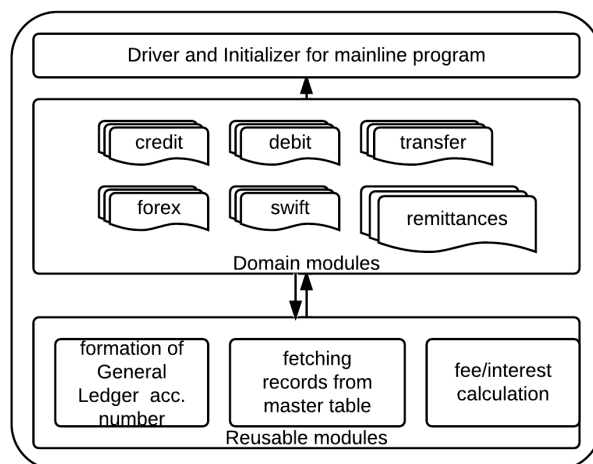 Driver and Initializer for mainline program
credit
debit
transfer
forex
swift
remittances
Domain modules
formation of
General
Ledger acc.
number
fetching
records from
master table
fee/interest
calculation
Reusable modules